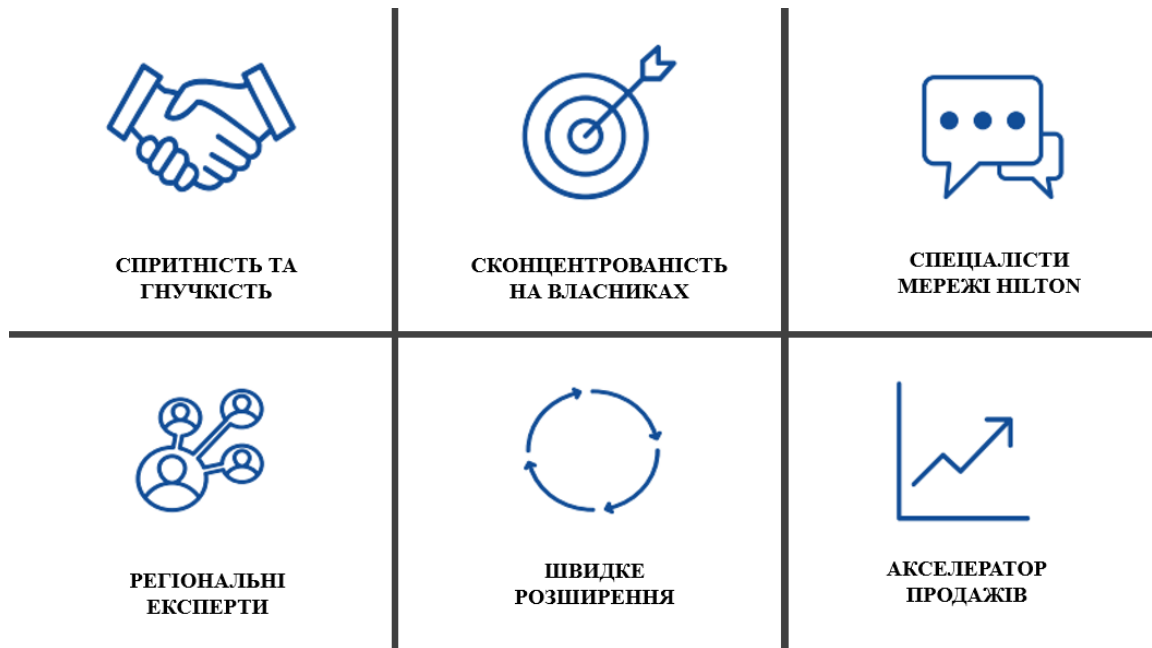 СПРИТНІСТЬ ТА
ГНУЧКІСТЬ
СКОНЦЕНТРОВАНІСТЬ
НА ВЛАСНИКАХ
СПЕЦІАЛІСТИ
МЕРЕЖІ HILTON
РЕГІОНАЛЬНІ
ЕКСПЕРТИ
ШВИДКЕ
РОЗШИРЕННЯ
АКСЕЛЕРАТОР
ПРОДАЖІВ